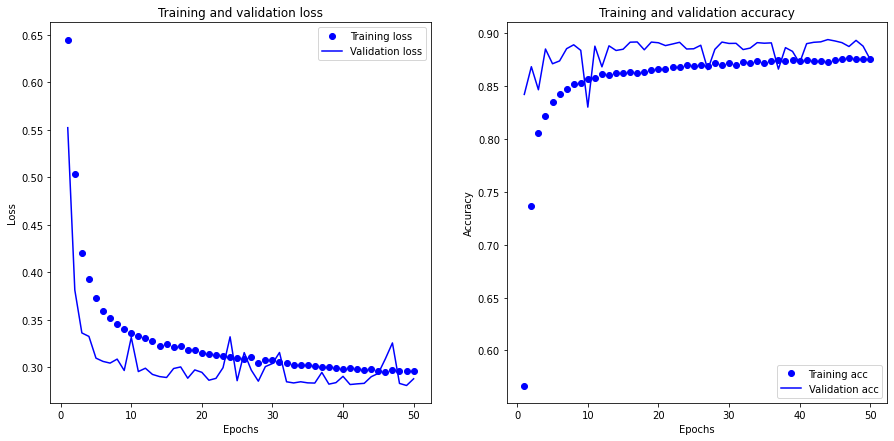 Training and validation loss
0.65
0.60
0.55
0.50
0.45
0.40
0.35
0.30
Loss
0
10
20
30
40
50
Epochs
Training loss
Validation loss
Training and validation accuracy
0.90
0.85
0.80
0.75
0.70
0.65
0.60
Accuracy
0
10
20
30
40
50
Epochs
Training acc
Validation acc